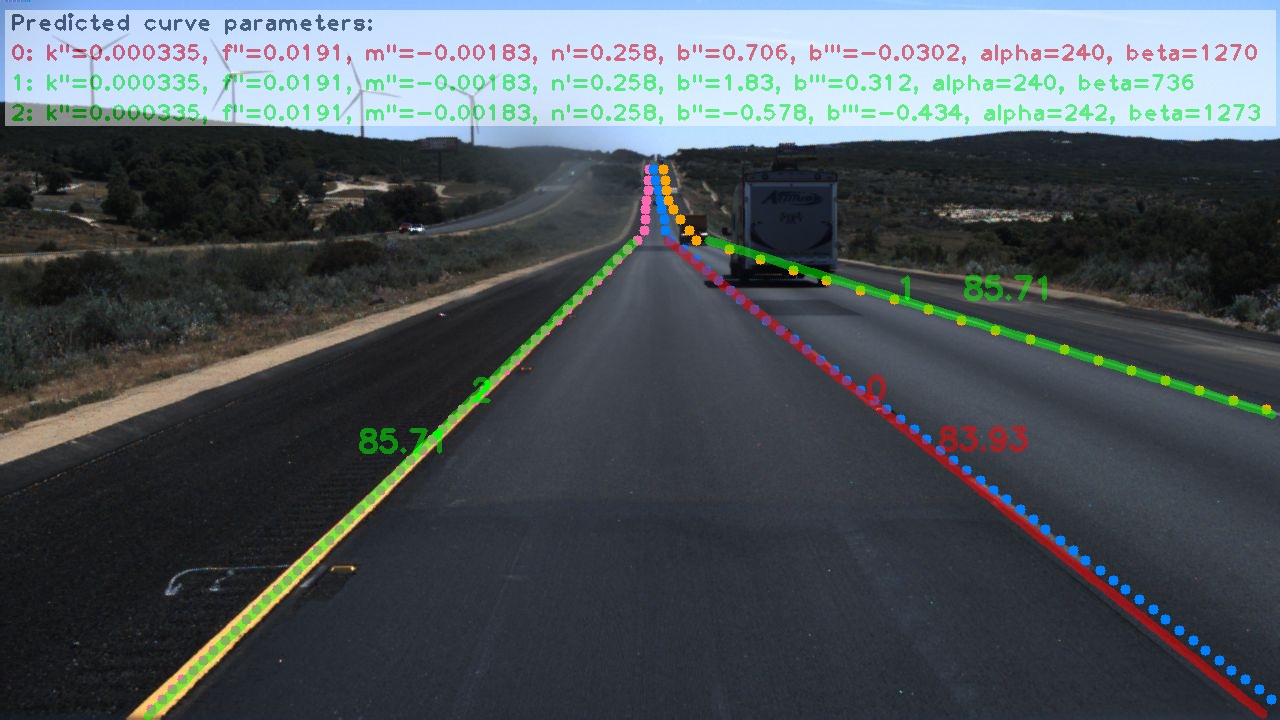 Predicted curve parameters:
0: k''=0.000335, f''=0.0191, m''=-0.00183, n'=0.258, b''=0.706, b'''=-0.0302, alpha=240, beta=1270
1: k''=0.000335, f''=0.0191, m''=-0.00183, n'=0.258, b''=1.83, b'''=0.312, alpha=240, beta=736
2: k''=0.000335, f''=0.0191, m''=-0.00183, n'=0.258, b''=-0.578, b'''=-0.434, alpha=242, beta=1273
Attitude
1 85.71
2
0
85.71
83.93